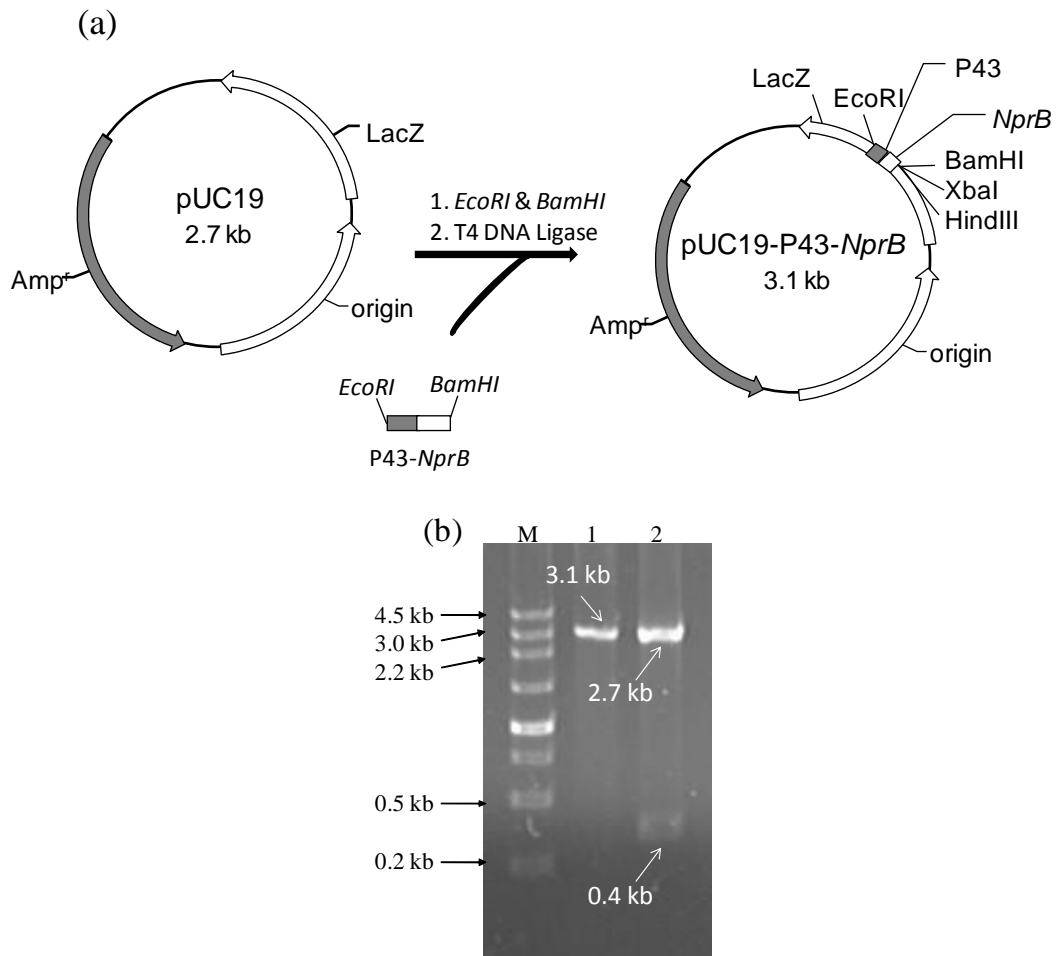 (a)
pUC19
2.7 kb
LacZ
Ampr
origin
1. EcoRI & BamHI
2. T4 DNA Ligase
EcoRI
BamHI
P43-NprB
LacZ
EcoRI
P43
NprB
BamHI
XbaI
HindIII
pUC19-P43-NprB
3.1 kb
Ampr
origin
(b)
M 1 2
3.1 kb
4.5 kb
3.0 kb
2.2 kb
2.7 kb
0.5 kb
0.2 kb
0.4 kb